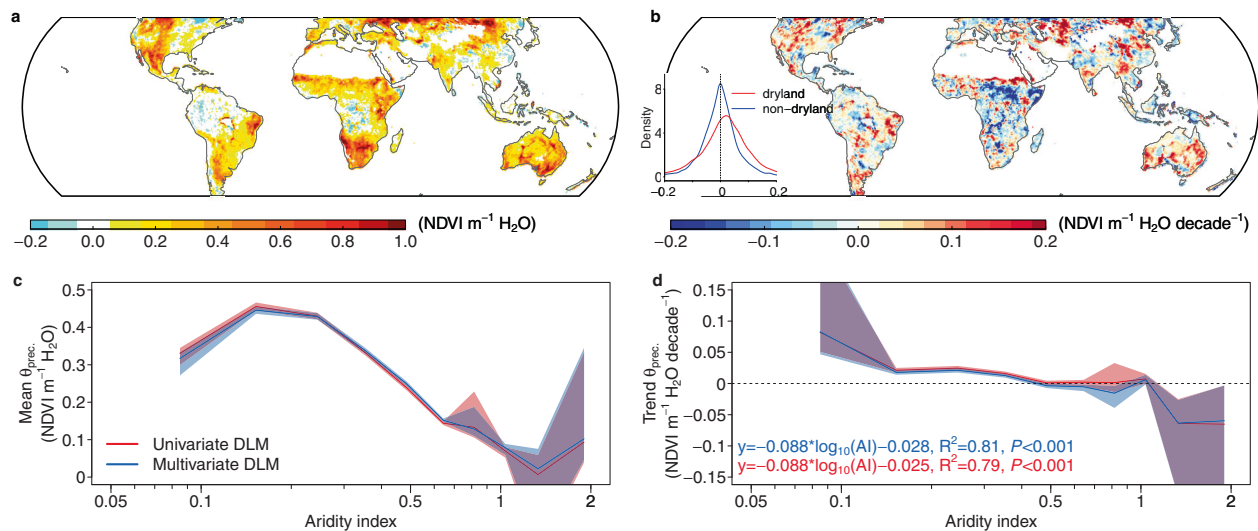 a
−0.2 0.0 0.2 0.4 0.6 0.8 1.0
(NDVI m⁻¹ H₂O)
b
Density
8
4
0
−0.2 0 0.2
dryland
non−dryland
−0.2 −0.1 0.0 0.1 0.2
(NDVI m⁻¹ H₂O decade⁻¹)
c
Mean θprec.
(NDVI m⁻¹ H₂O)
0.5
0.4
0.3
0.2
0.1
0
Univariate DLM
Multivariate DLM
0.05 0.1 0.5 1 2
Aridity index
d
Trend θprec.
(NDVI m⁻¹ H₂O decade⁻¹)
0.15
0.1
0.05
0
−0.05
−0.1
−0.15
y=−0.088*log₁₀(AI)−0.028, R²=0.81, P<0.001
y=−0.088*log₁₀(AI)−0.025, R²=0.79, P<0.001
0.05 0.1 0.5 1 2
Aridity index